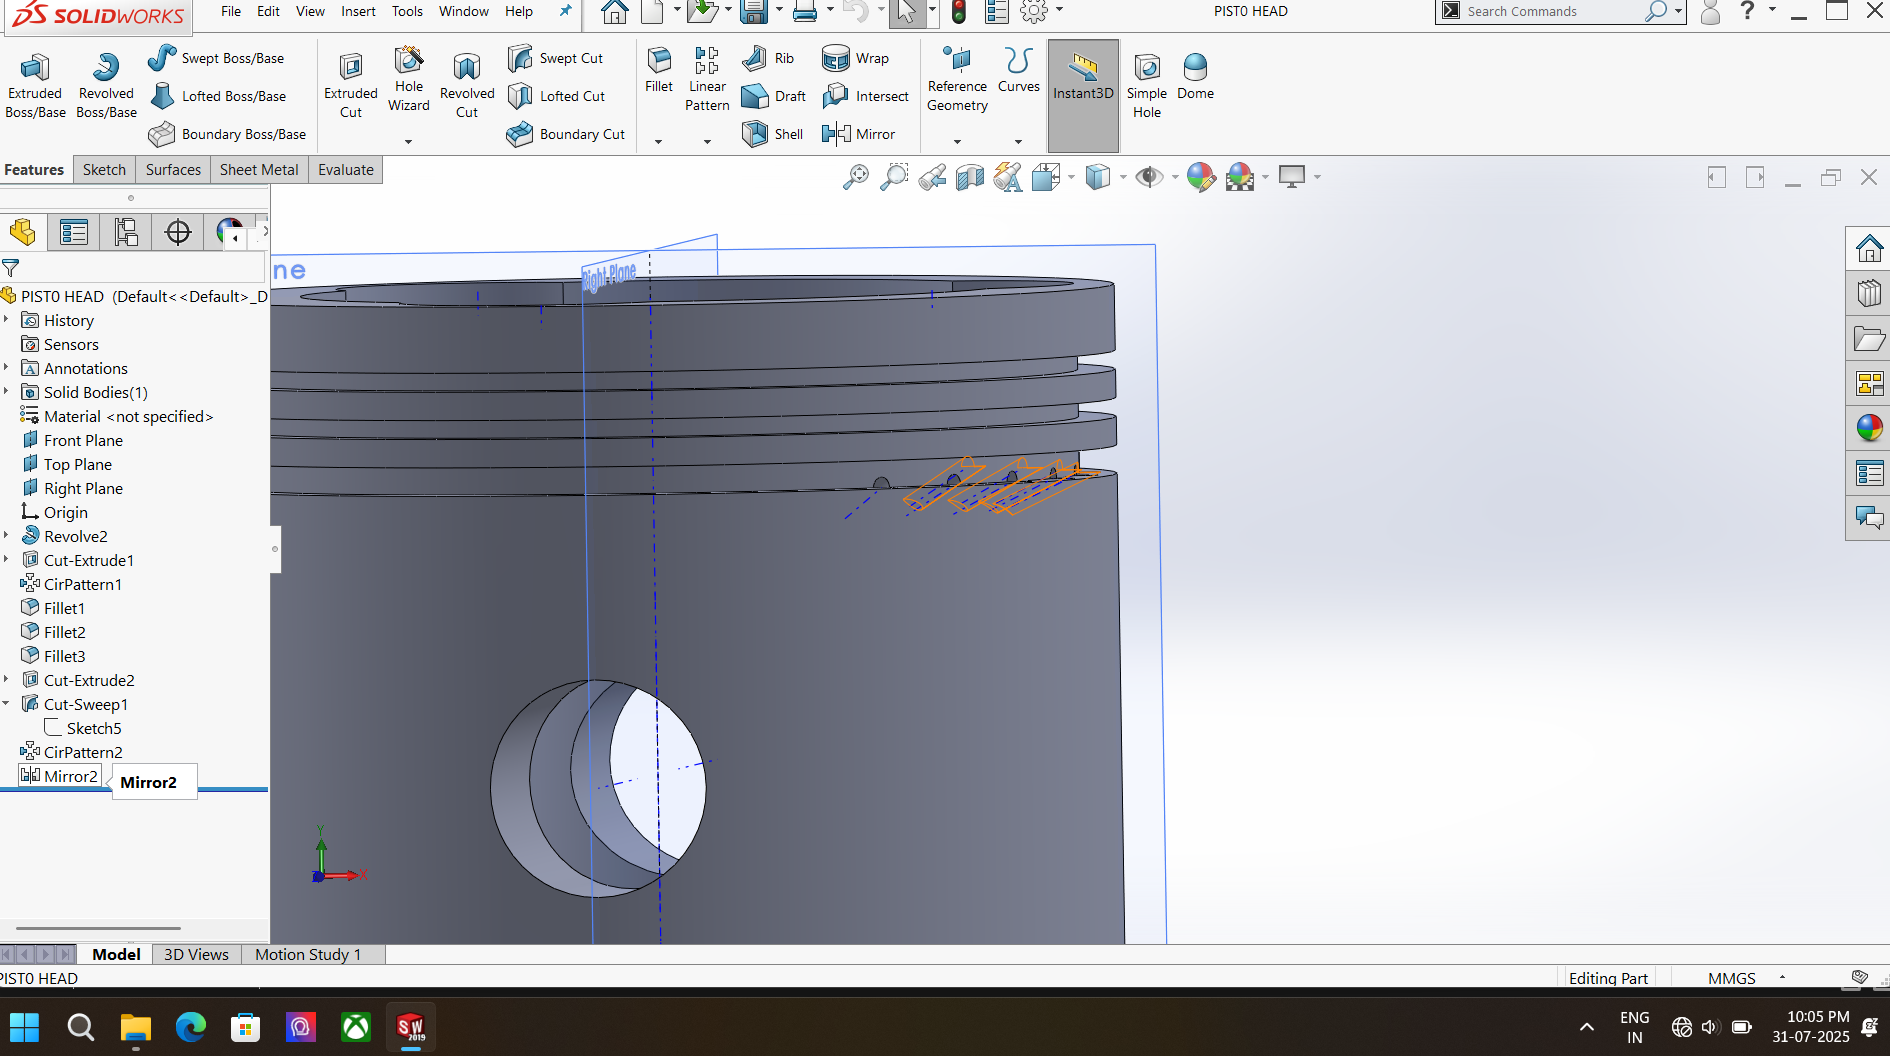 SOLIDWORKS
File Edit View Insert Tools Window Help
PIST0 HEAD
Search Commands
?
Extruded Boss/Base
Revolved Boss/Base
Swept Boss/Base
Lofted Boss/Base
Boundary Boss/Base
Extruded Cut
Hole Wizard
Revolved Cut
Swept Cut
Lofted Cut
Boundary Cut
Fillet
Linear Pattern
Rib
Draft
Shell
Wrap
Intersect
Mirror
Reference Geometry
Curves
Instant3D
Simple Hole
Dome
Features Sketch Surfaces Sheet Metal Evaluate
ne
Right Plane
PIST0 HEAD (Default<<Default>_D
History
Sensors
Annotations
Solid Bodies(1)
Material <not specified>
Front Plane
Top Plane
Right Plane
Origin
Revolve2
Cut-Extrude1
CirPattern1
Fillet1
Fillet2
Fillet3
Cut-Extrude2
Cut-Sweep1
Sketch5
CirPattern2
Mirror2
Mirror2
Y
X
Model 3D Views Motion Study 1
PIST0 HEAD
Editing Part
MMGS
SW
2019
ENG
IN
10:05 PM
31-07-2025